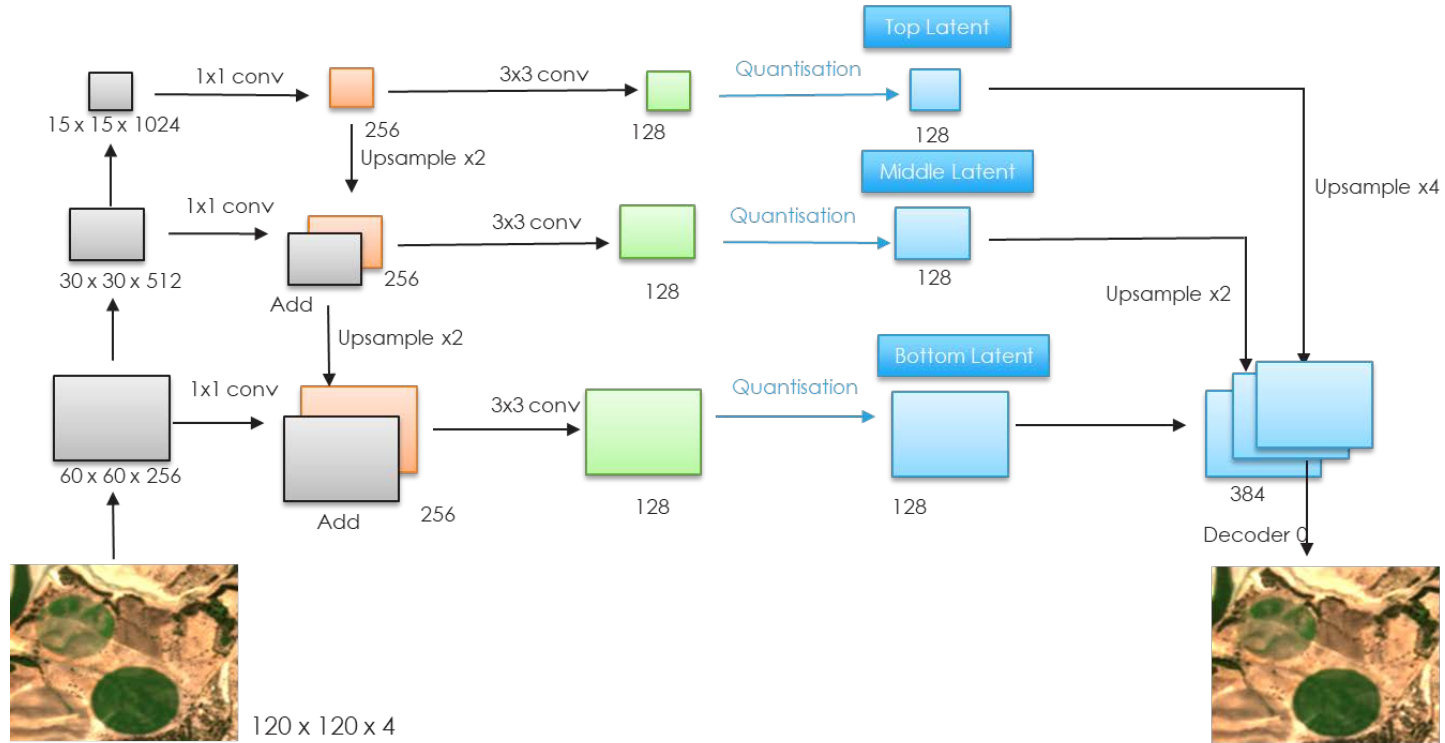 Top Latent
1x1 conv
3x3 conv
Quantisation
15 x 15 x 1024
256
128
128
Upsample x2
Middle Latent
Upsample x4
1x1 conv
3x3 conv
Quantisation
30 x 30 x 512
256
128
128
Add
Upsample x2
Upsample x2
Bottom Latent
1x1 conv
3x3 conv
Quantisation
60 x 60 x 256
256
128
128
384
Add
Decoder 0
120 x 120 x 4